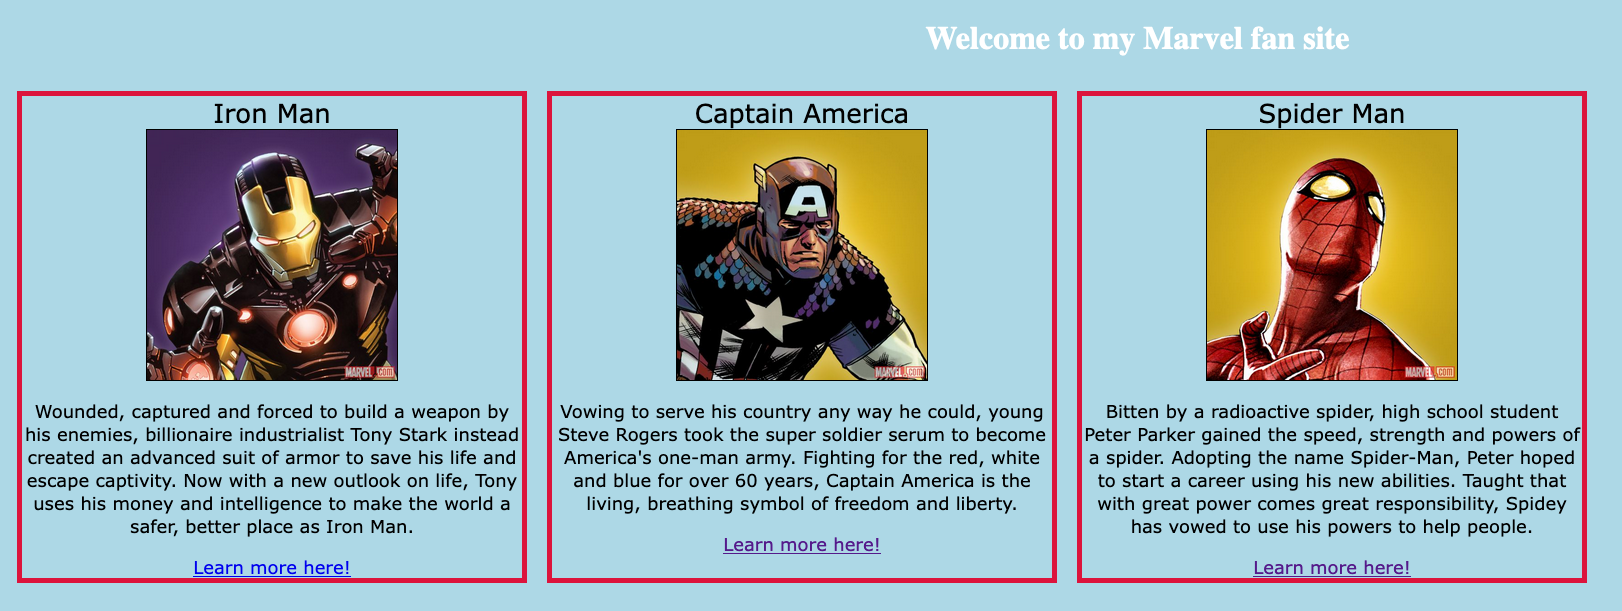 Welcome to my Marvel fan site
Iron Man
MARVEL.com
Wounded, captured and forced to build a weapon by
his enemies, billionaire industrialist Tony Stark instead
created an advanced suit of armor to save his life and
escape captivity. Now with a new outlook on life, Tony
uses his money and intelligence to make the world a
safer, better place as Iron Man.
Learn more here!
Captain America
A
MARVEL.com
Vowing to serve his country any way he could, young
Steve Rogers took the super soldier serum to become
America's one-man army. Fighting for the red, white
and blue for over 60 years, Captain America is the
living, breathing symbol of freedom and liberty.
Learn more here!
Spider Man
MARVEL.com
Bitten by a radioactive spider, high school student
Peter Parker gained the speed, strength and powers of
a spider. Adopting the name Spider-Man, Peter hoped
to start a career using his new abilities. Taught that
with great power comes great responsibility, Spidey
has vowed to use his powers to help people.
Learn more here!